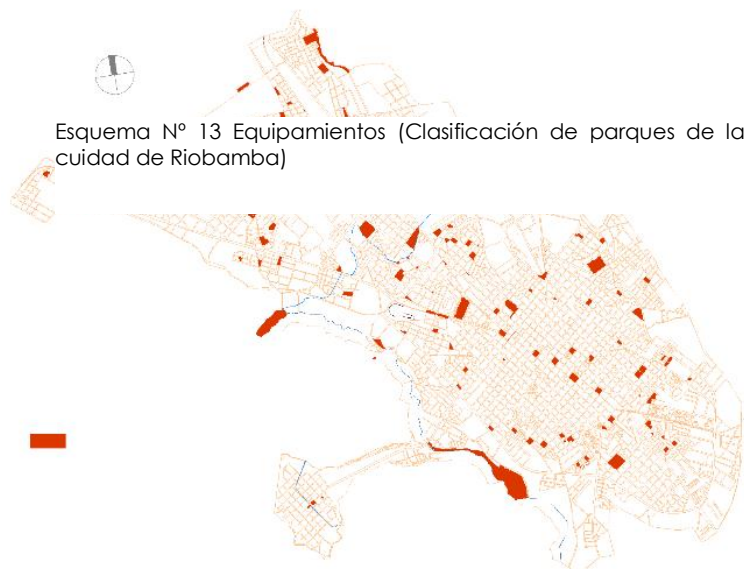 Esquema Nº 13 Equipamientos (Clasificación de parques de la
cuidad de Riobamba)